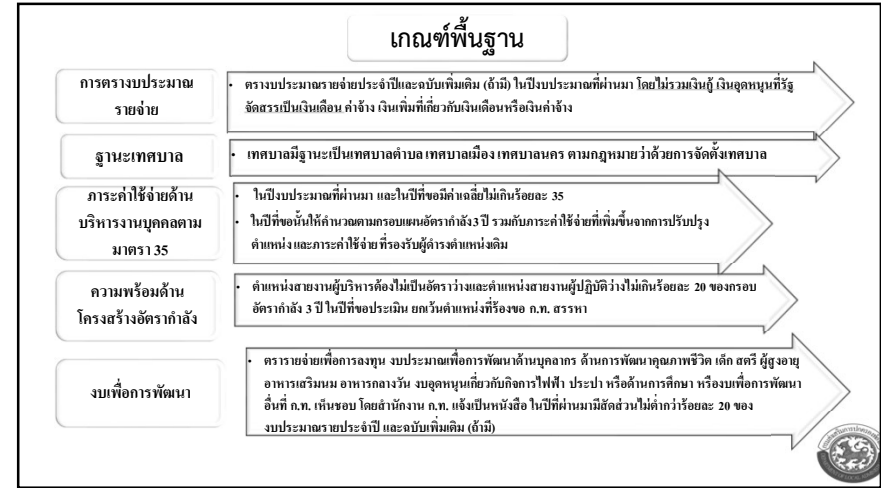 เกณฑ์พื้นฐาน
การตรางบประมาณ
รายจ่าย
• ตรางบประมาณรายจ่ายประจำปีและฉบับเพิ่มเติม (ถ้ามี) ในปีงบประมาณที่ผ่านมา โดยไม่รวมเงินกู้ เงินอุดหนุนที่รัฐ
จัดสรรเป็นเงินเดือน ค่าจ้าง เงินเพิ่มที่เกี่ยวกับเงินเดือนหรือเงินค่าจ้าง
ฐานะเทศบาล
• เทศบาลมีฐานะเป็นเทศบาลตำบล เทศบาลเมือง เทศบาลนคร ตามกฎหมายว่าด้วยการจัดตั้งเทศบาล
ภาระค่าใช้จ่ายด้าน
บริหารงานบุคคลตาม
มาตรา 35
• ในปีงบประมาณที่ผ่านมา และในปีที่ขอมีค่าเฉลี่ยไม่เกินร้อยละ 35
• ในปีที่ขอนั้นให้คำนวณตามกรอบแผนอัตรากำลัง3 ปี รวมกับภาระค่าใช้จ่ายที่เพิ่มขึ้นจากการปรับปรุง
ตำแหน่ง และภาระค่าใช้จ่าย ที่รองรับผู้ดำรงตำแหน่งเดิม
ความพร้อมด้าน
โครงสร้างอัตรากำลัง
• ตำแหน่งสายงานผู้บริหารต้องไม่เป็นอัตราว่างและตำแหน่งสายงานผู้ปฏิบัติว่างไม่เกินร้อยละ 20 ของกรอบ
อัตรากำลัง 3 ปี ในปีที่ขอประเมิน ยกเว้นตำแหน่งที่ร้องขอ ก.ท. สรรหา
งบเพื่อการพัฒนา
• ตรารายจ่ายเพื่อการลงทุน งบประมาณเพื่อการพัฒนาด้านบุคลากร ด้านการพัฒนาคุณภาพชีวิต เด็ก สตรี ผู้สูงอายุ
อาหารเสริมนม อาหารกลางวัน งบอุดหนุนเกี่ยวกับกิจการไฟฟ้า ประปา หรือด้านการศึกษา หรืองบเพื่อการพัฒนา
อื่นที่ ก.ท. เห็นชอบ โดยสำนักงาน ก.ท. แจ้งเป็นหนังสือ ในปีที่ผ่านมามีสัดส่วนไม่ต่ำกว่าร้อยละ 20 ของ
งบประมาณรายประจำปี และฉบับเพิ่มเติม (ถ้ามี)